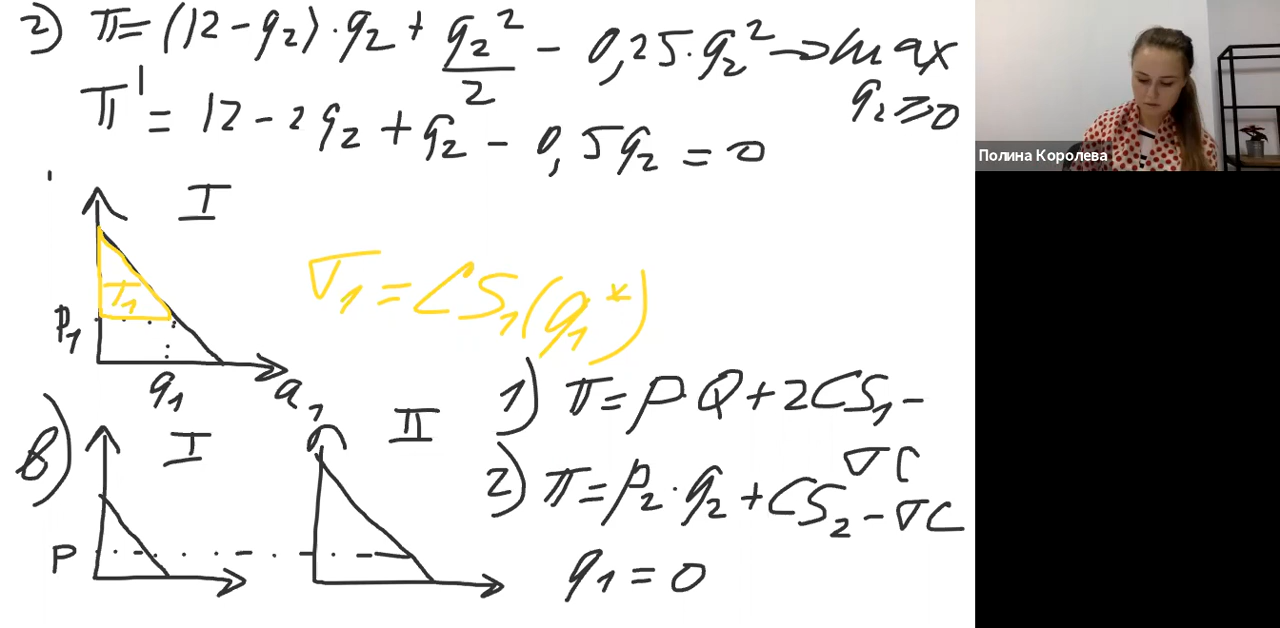 2) π = (12 - q₂) · q₂ + q₂²/2 - 0,25 · q₂² → max
q₂ ≥ 0
π' = 12 - 2q₂ + q₂ - 0,5q₂ = 0
Полина Королева
I
T₁
P₁
q₁
T₁ = CS₁(q₁*)
1) π = P · Q + 2CS₁ - TC
в)
I
II
P
2) π = P₂ · q₂ + CS₂ - TC
q₁ = 0